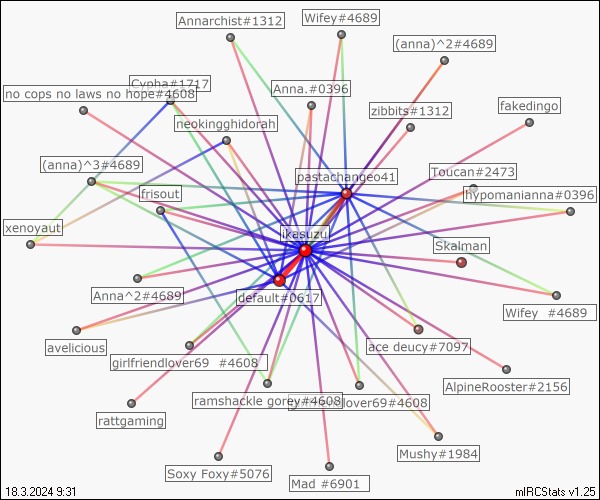 Annarchist#1312
Wifey#4689
(anna)^2#4689
Cypha#1717
no cops no laws no hope#4608
Anna.#0396
zibbits#1312
fakedingo
neokingghidorah
(anna)^3#4689
pastachangeo41
Toucan#2473
frisout
hypomanianna#0396
xenoyaut
ikesuzu
Skalman
Anna^2#4689
default#0617
Wifey #4689
avelicious
girlfriendlover69 #4608
ace deucy#7097
AlpineRooster#2156
ramshackle gorey#4608
lover69#4608
rattgaming
Mushy#1984
Soxy Foxy#5076
Mad #6901
18.3.2024 9:31
mIRCStats v1.25